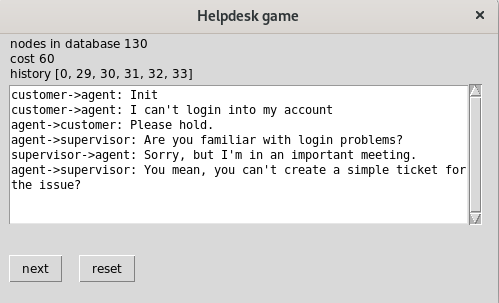 Helpdesk game
×
nodes in database 130
cost 60
history [0, 29, 30, 31, 32, 33]
customer->agent: Init
customer->agent: I can't login into my account
agent->customer: Please hold.
agent->supervisor: Are you familiar with login problems?
supervisor->agent: Sorry, but I'm in an important meeting.
agent->supervisor: You mean, you can't create a simple ticket for
the issue?
next reset